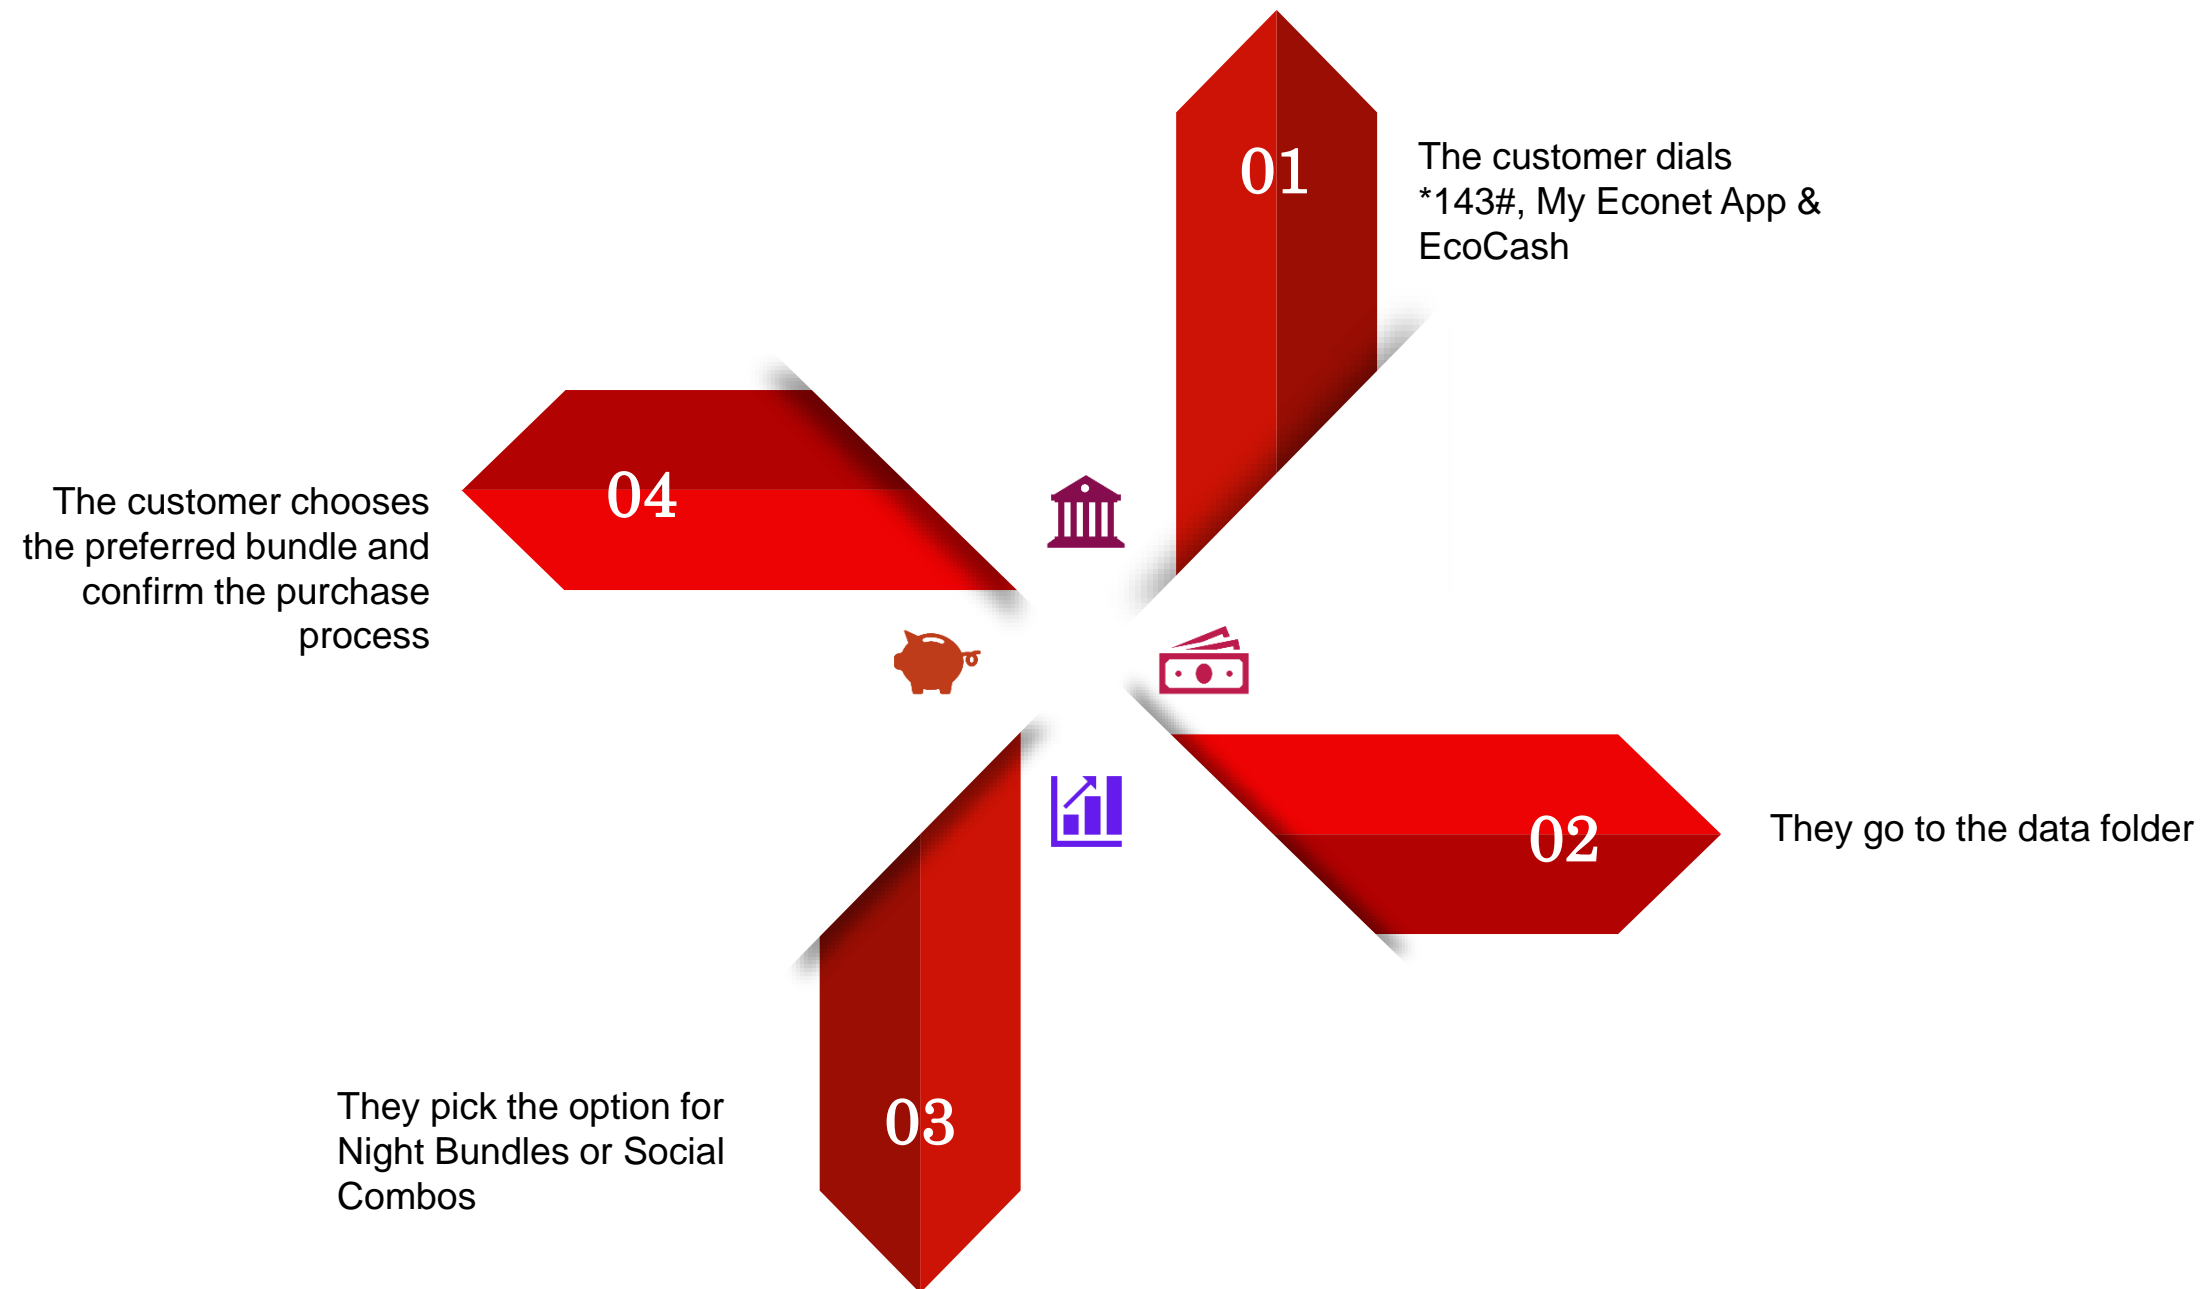 01
The customer dials
*143#, My Econet App &
EcoCash
02
They go to the data folder
03
They pick the option for
Night Bundles or Social
Combos
04
The customer chooses
the preferred bundle and
confirm the purchase
process